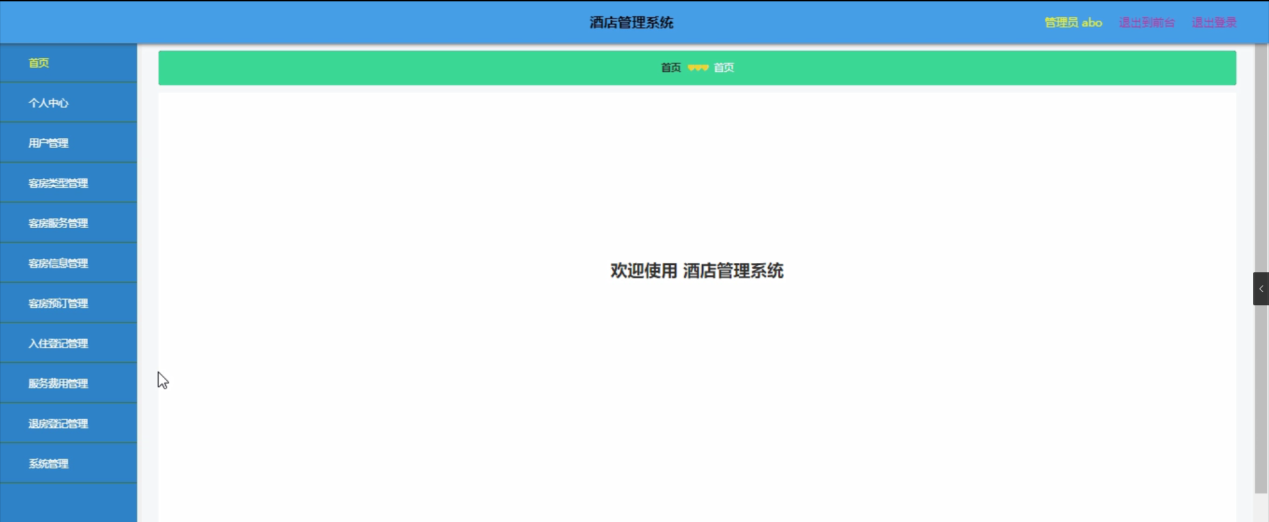 酒店管理系统
管理员 abo 退出到前台 退出登录
首页
首页 首页
个人中心
用户管理
客房类型管理
客房服务管理
客房信息管理
欢迎使用 酒店管理系统
客房预订管理
入住登记管理
服务费用管理
退房登记管理
系统管理